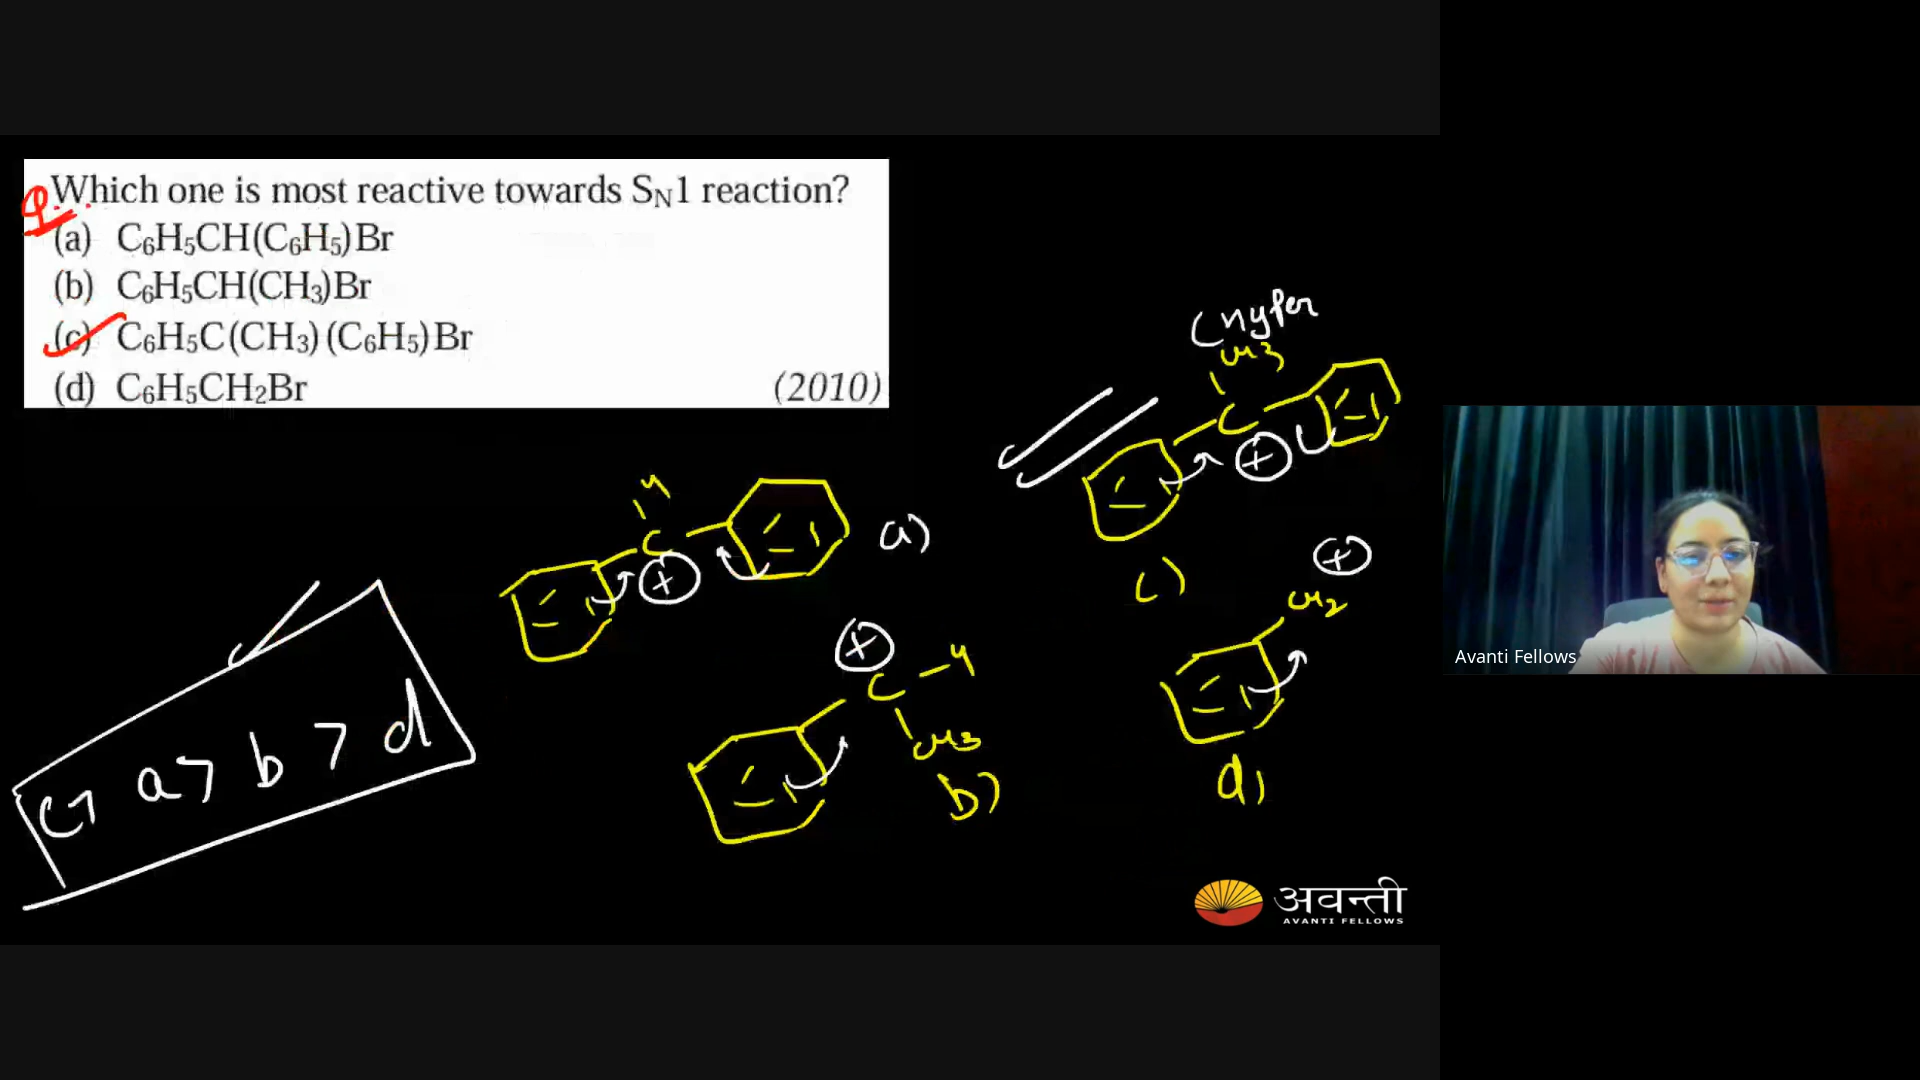 Q.
Which one is most reactive towards SN1 reaction?
(a) C6H5CH(C6H5)Br
(b) C6H5CH(CH3)Br
(c) C6H5C(CH3)(C6H5)Br
(d) C6H5CH2Br (2010)
CH3
C
+
H
C
+
a)
c)
+
CH2
+
C - H
CH3
b)
d)
c > a > b > d
Avanti Fellows
अवन्ती
AVANTI FELLOWS